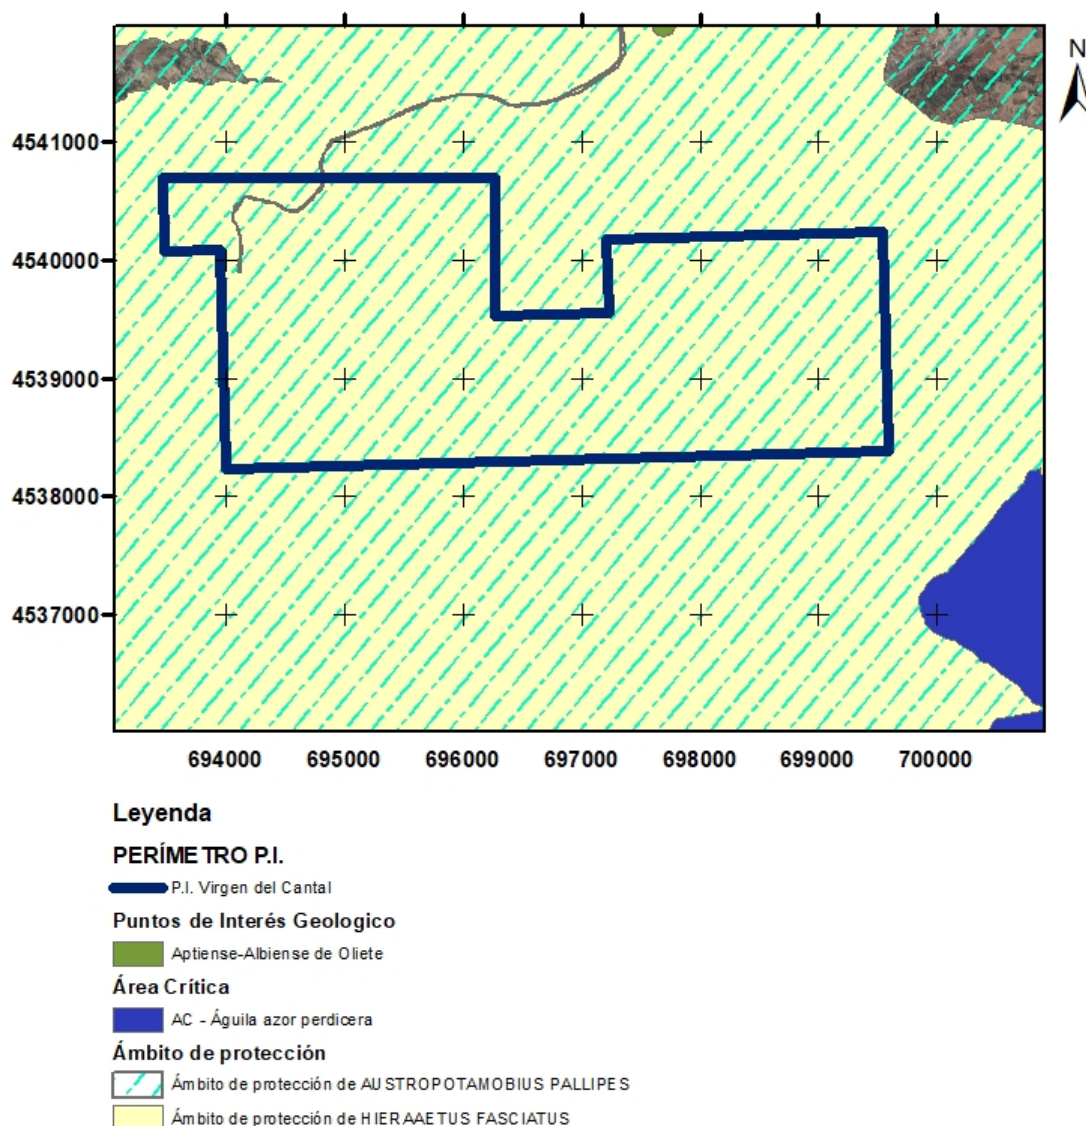 N
4541000
4540000
4539000
4538000
4537000
694000 695000 696000 697000 698000 699000 700000
Leyenda
PERÍMETRO P.I.
P.I. Virgen del Cantal
Puntos de Interés Geologico
Aptiense-Albiense de Oliete
Área Crítica
AC - Águila azor perdicera
Ámbito de protección
Ámbito de protección de AUSTROPOTAMOBIUS PALLIPES
Ámbito de protección de HIERAAETUS FASCIATUS